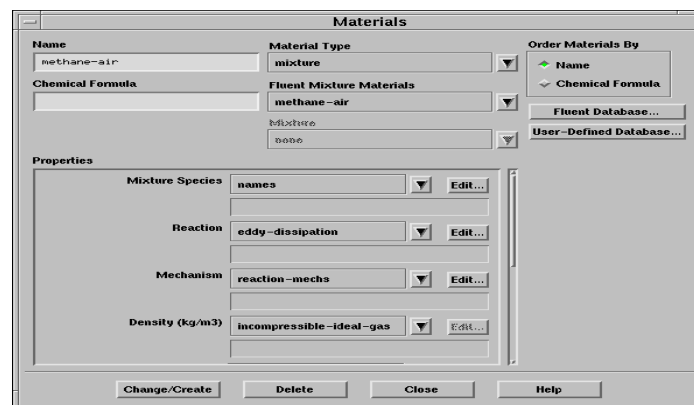 Materials
Name
methane-air
Chemical Formula
Material Type
mixture
Fluent Mixture Materials
methane-air
Mixture
none
Order Materials By
Name
Chemical Formula
Fluent Database...
User-Defined Database...
Properties
Mixture Species names Edit...
Reaction eddy-dissipation Edit...
Mechanism reaction-mechs Edit...
Density (kg/m3) incompressible-ideal-gas Edit...
Change/Create Delete Close Help